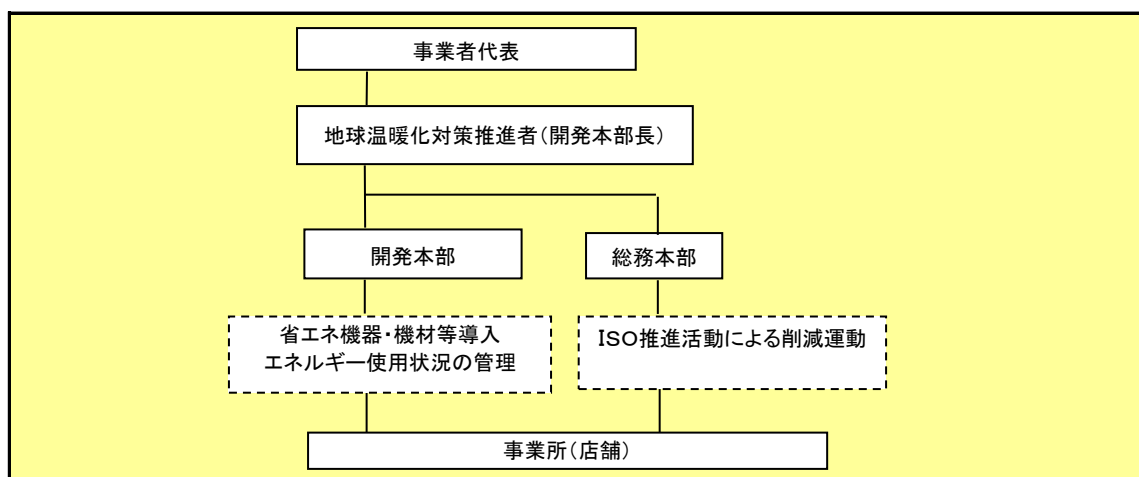 事業者代表
地球温暖化対策推進者(開発本部長)
開発本部
総務本部
省エネ機器・機材等導入
エネルギー使用状況の管理
ISO推進活動による削減運動
事業所(店舗)